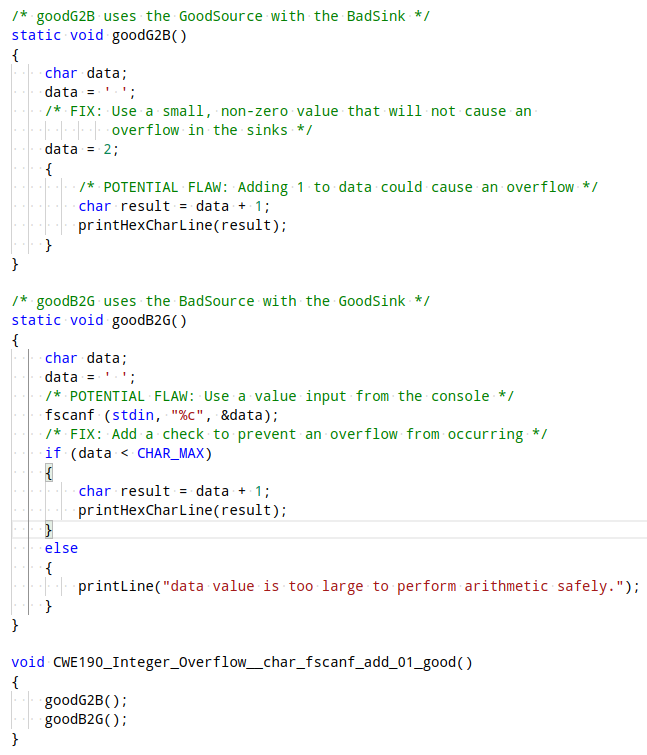 /* goodG2B uses the GoodSource with the BadSink */
static void goodG2B()
{
    char data;
    data = ' ';
    /* FIX: Use a small, non-zero value that will not cause an
            overflow in the sinks */
    data = 2;
    {
        /* POTENTIAL FLAW: Adding 1 to data could cause an overflow */
        char result = data + 1;
        printHexCharLine(result);
    }
}

/* goodB2G uses the BadSource with the GoodSink */
static void goodB2G()
{
    char data;
    data = ' ';
    /* POTENTIAL FLAW: Use a value input from the console */
    fscanf (stdin, "%c", &data);
    /* FIX: Add a check to prevent an overflow from occurring */
    if (data < CHAR_MAX)
    {
        char result = data + 1;
        printHexCharLine(result);
    }
    else
    {
        printLine("data value is too large to perform arithmetic safely.");
    }
}

void CWE190_Integer_Overflow__char_fscanf_add_01_good()
{
    goodG2B();
    goodB2G();
}